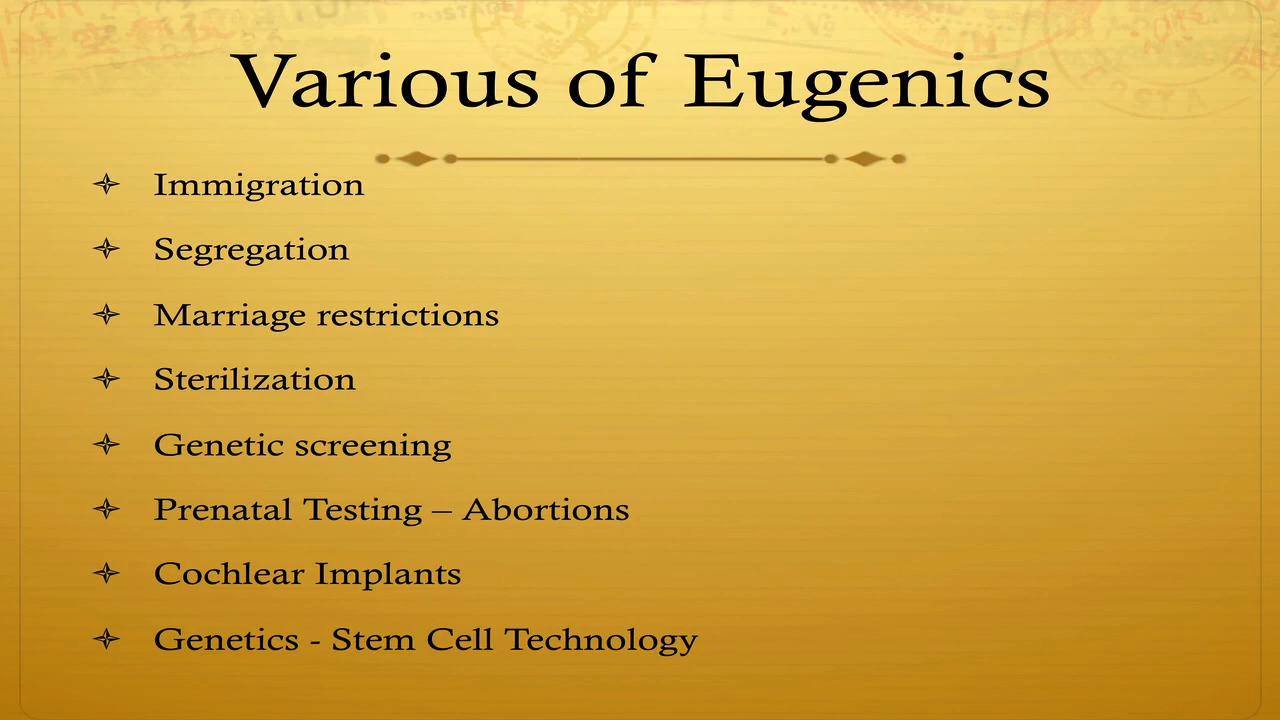 Various of Eugenics
Immigration
Segregation
Marriage restrictions
Sterilization
Genetic screening
Prenatal Testing – Abortions
Cochlear Implants
Genetics - Stem Cell Technology